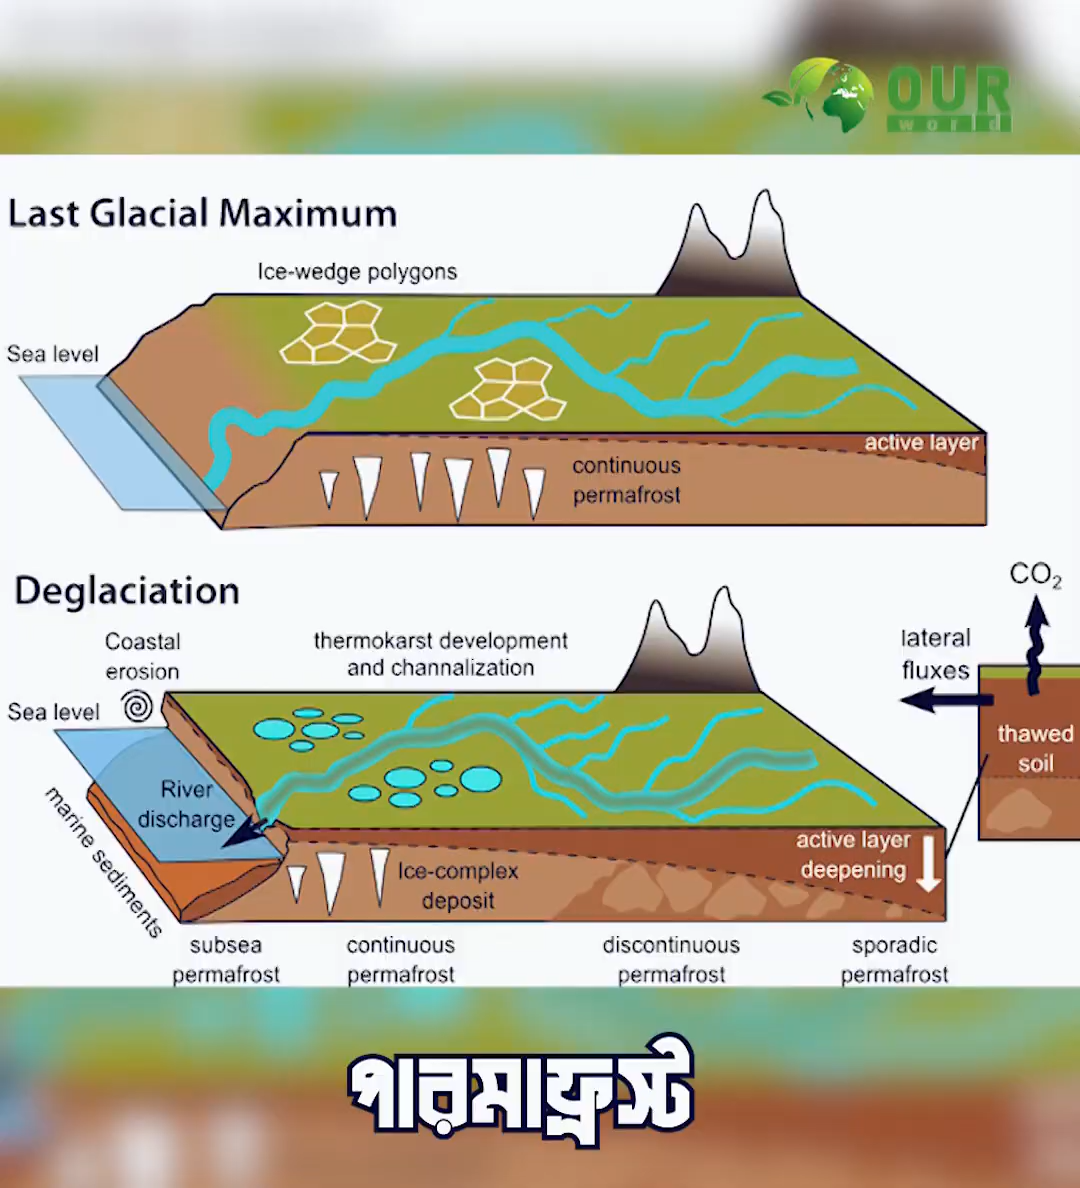 OUR
world
Last Glacial Maximum
Ice-wedge polygons
Sea level
active layer
continuous
permafrost
Deglaciation
CO₂
Coastal
erosion
thermokarst development
and channalization
lateral
fluxes
Sea level
thawed
soil
River
discharge
marine sediments
active layer
deepening
Ice-complex
deposit
subsea
permafrost
continuous
permafrost
discontinuous
permafrost
sporadic
permafrost
পারমাফ্রস্ট